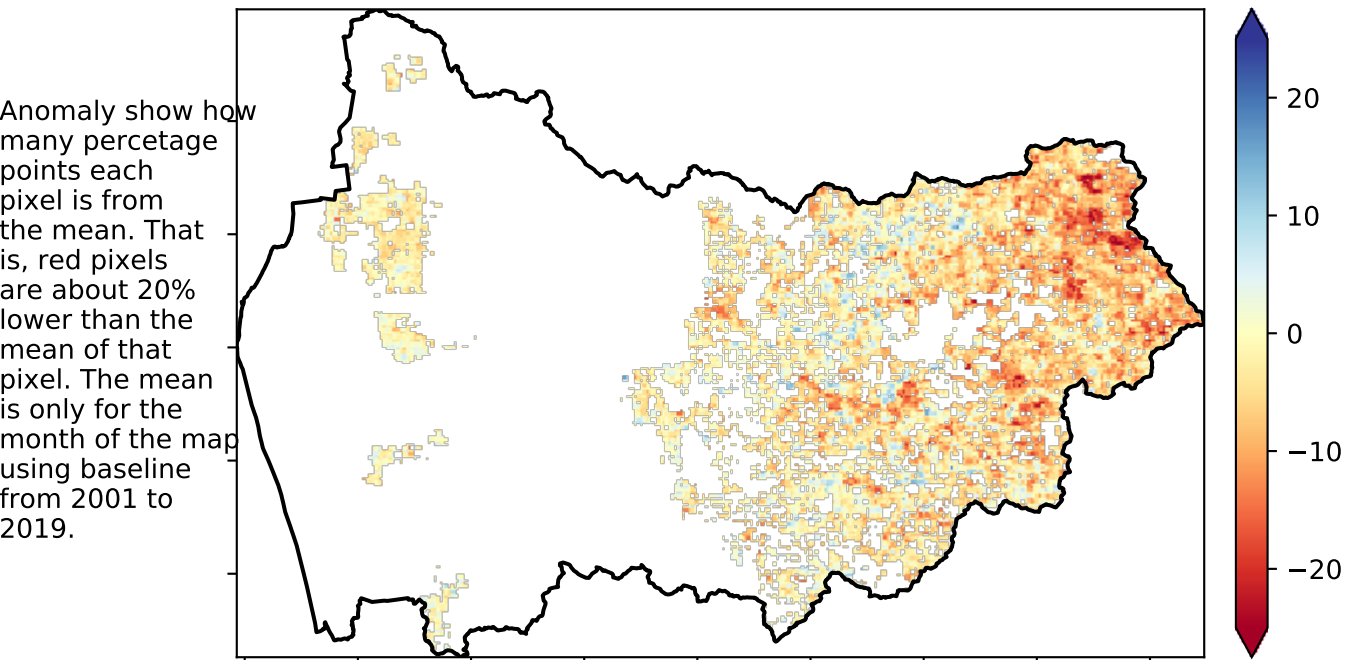 Anomaly show how
many percetage
points each
pixel is from
the mean. That
is, red pixels
are about 20%
lower than the
mean of that
pixel. The mean
is only for the
month of the map
using baseline
from 2001 to
2019.
20
10
0
−10
−20